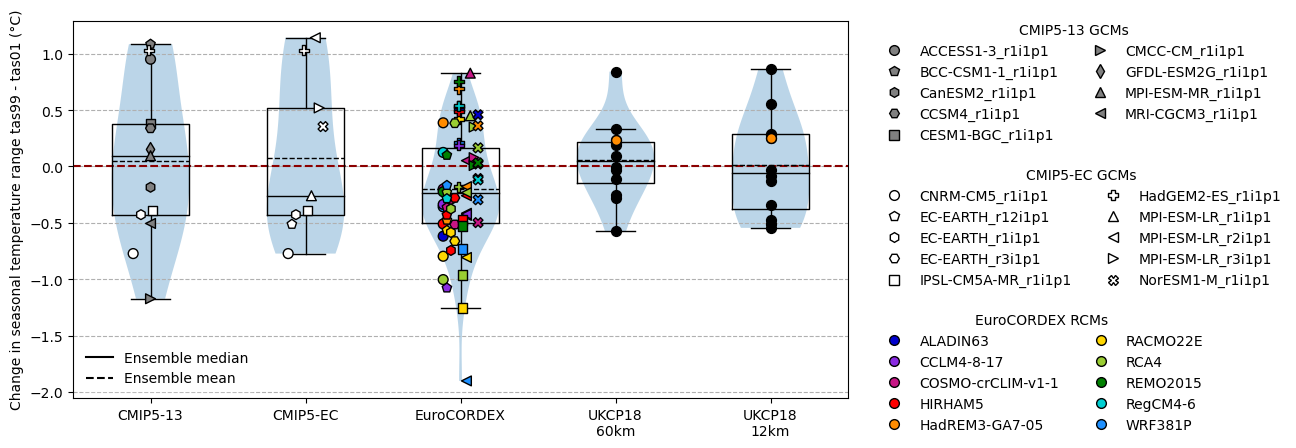 Change in seasonal temperature range tas99 - tas01 (°C)
1.0
0.5
0.0
−0.5
−1.0
−1.5
−2.0
Ensemble median
Ensemble mean
CMIP5-13
CMIP5-EC
EuroCORDEX
UKCP18
60km
UKCP18
12km
CMIP5-13 GCMs
ACCESS1-3_r1i1p1
BCC-CSM1-1_r1i1p1
CanESM2_r1i1p1
CCSM4_r1i1p1
CESM1-BGC_r1i1p1
CMCC-CM_r1i1p1
GFDL-ESM2G_r1i1p1
MPI-ESM-MR_r1i1p1
MRI-CGCM3_r1i1p1
CMIP5-EC GCMs
CNRM-CM5_r1i1p1
EC-EARTH_r12i1p1
EC-EARTH_r1i1p1
EC-EARTH_r3i1p1
IPSL-CM5A-MR_r1i1p1
HadGEM2-ES_r1i1p1
MPI-ESM-LR_r1i1p1
MPI-ESM-LR_r2i1p1
MPI-ESM-LR_r3i1p1
NorESM1-M_r1i1p1
EuroCORDEX RCMs
ALADIN63
CCLM4-8-17
COSMO-crCLIM-v1-1
HIRHAM5
HadREM3-GA7-05
RACMO22E
RCA4
REMO2015
RegCM4-6
WRF381P